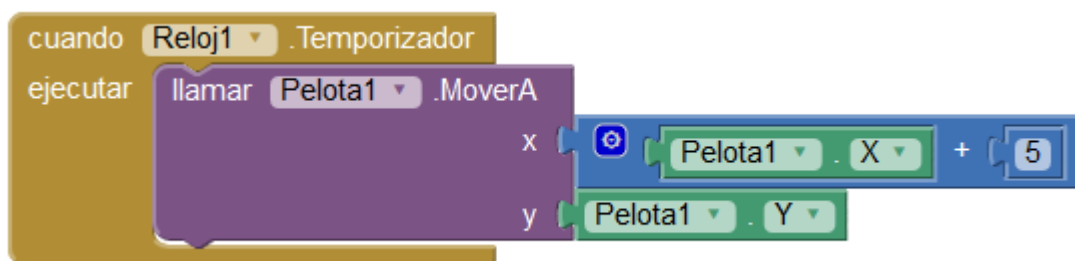 cuando Reloj1 .Temporizador
ejecutar llamar Pelota1 .MoverA
x Pelota1 . X + 5
y Pelota1 . Y